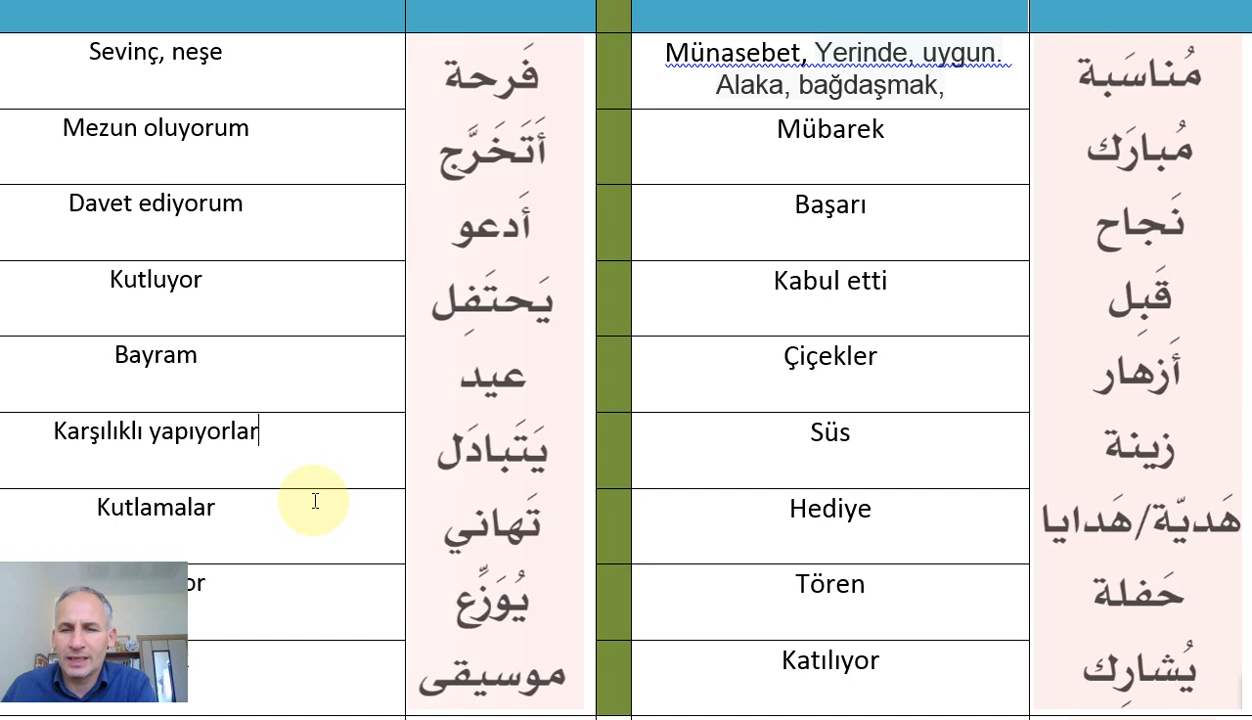 Sevinç, neşe
فَرحة
Münasebet, Yerinde, uygun.
Alaka, bağdaşmak,
مُناسَبة
Mezun oluyorum
أَتَخَرَّج
Mübarek
مُبارَك
Davet ediyorum
أَدعو
Başarı
نَجاح
Kutluyor
يَحتَفِل
Kabul etti
قَبِل
Bayram
عيد
Çiçekler
أَزهار
Karşılıklı yapıyorlar
يَتَبادَل
Süs
زينة
Kutlamalar
تَهاني
Hediye
هَديّة/هَدايا
or
يُوَزِّع
Tören
حَفلة
موسيقى
Katılıyor
يُشارِك